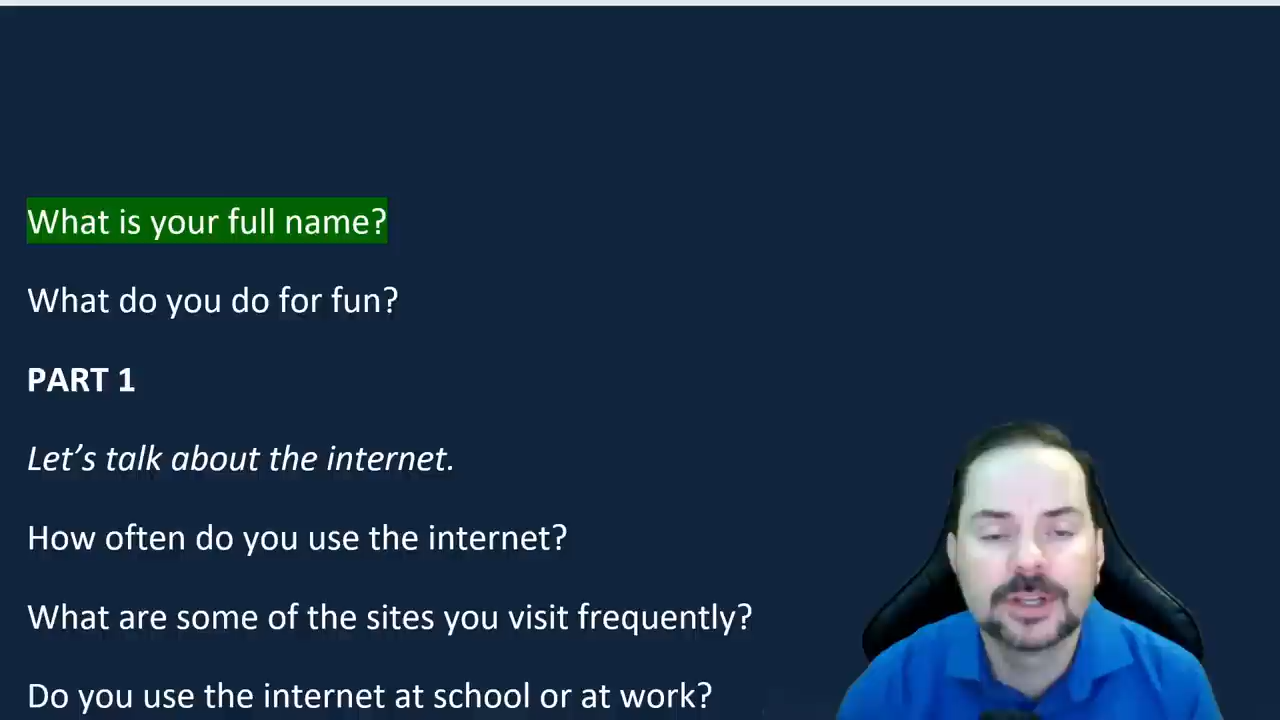 What is your full name?
What do you do for fun?
PART 1
Let’s talk about the internet.
How often do you use the internet?
What are some of the sites you visit frequently?
Do you use the internet at school or at work?